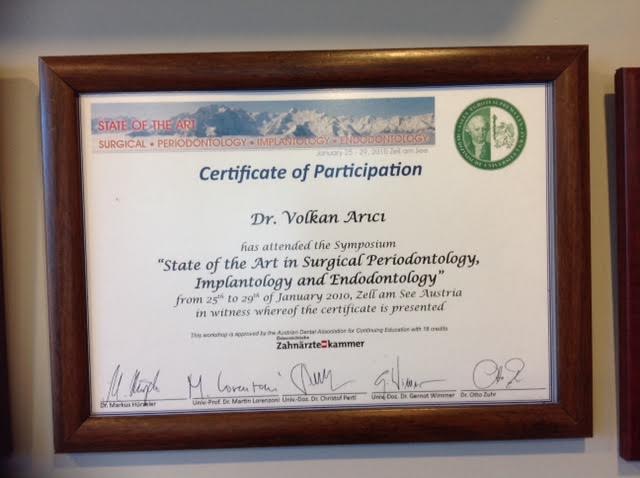 STATE OF THE ART
SURGICAL • PERIODONTOLOGY • IMPLANTOLOGY • ENDODONTOLOGY
January 25 - 29, 2010 Zell am See
Certificate of Participation
Dr. Volkan Arıcı
has attended the Symposium
"State of the Art in Surgical Periodontology,
Implantology and Endodontology"
from 25th to 29th of January 2010, Zell am See Austria
in witness whereof the certificate is presented
This workshop is approved by the Austrian Dental Association for Continuing Education with 18 credits
Österreichische
Zahnärztekammer
Dr. Markus Hürzeler Univ-Prof. Dr. Martin Lorenzoni Univ-Doz. Dr. Christof Pertl Univ-Doz. Dr. Gernot Wimmer Dr. Otto Zuhr